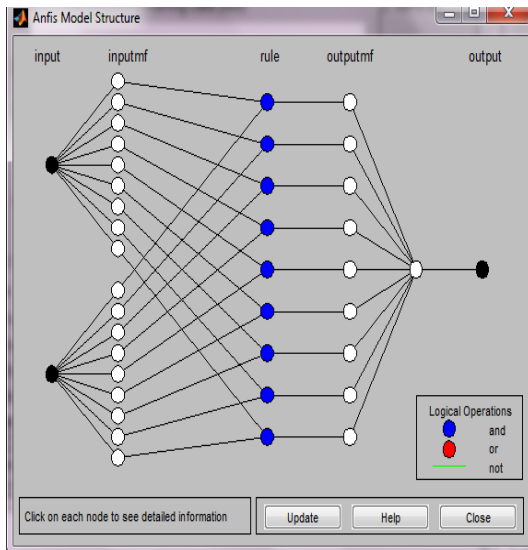 Anfis Model Structure
input inputmf rule outputmf output
Logical Operations
and
or
not
Click on each node to see detailed information
Update Help Close